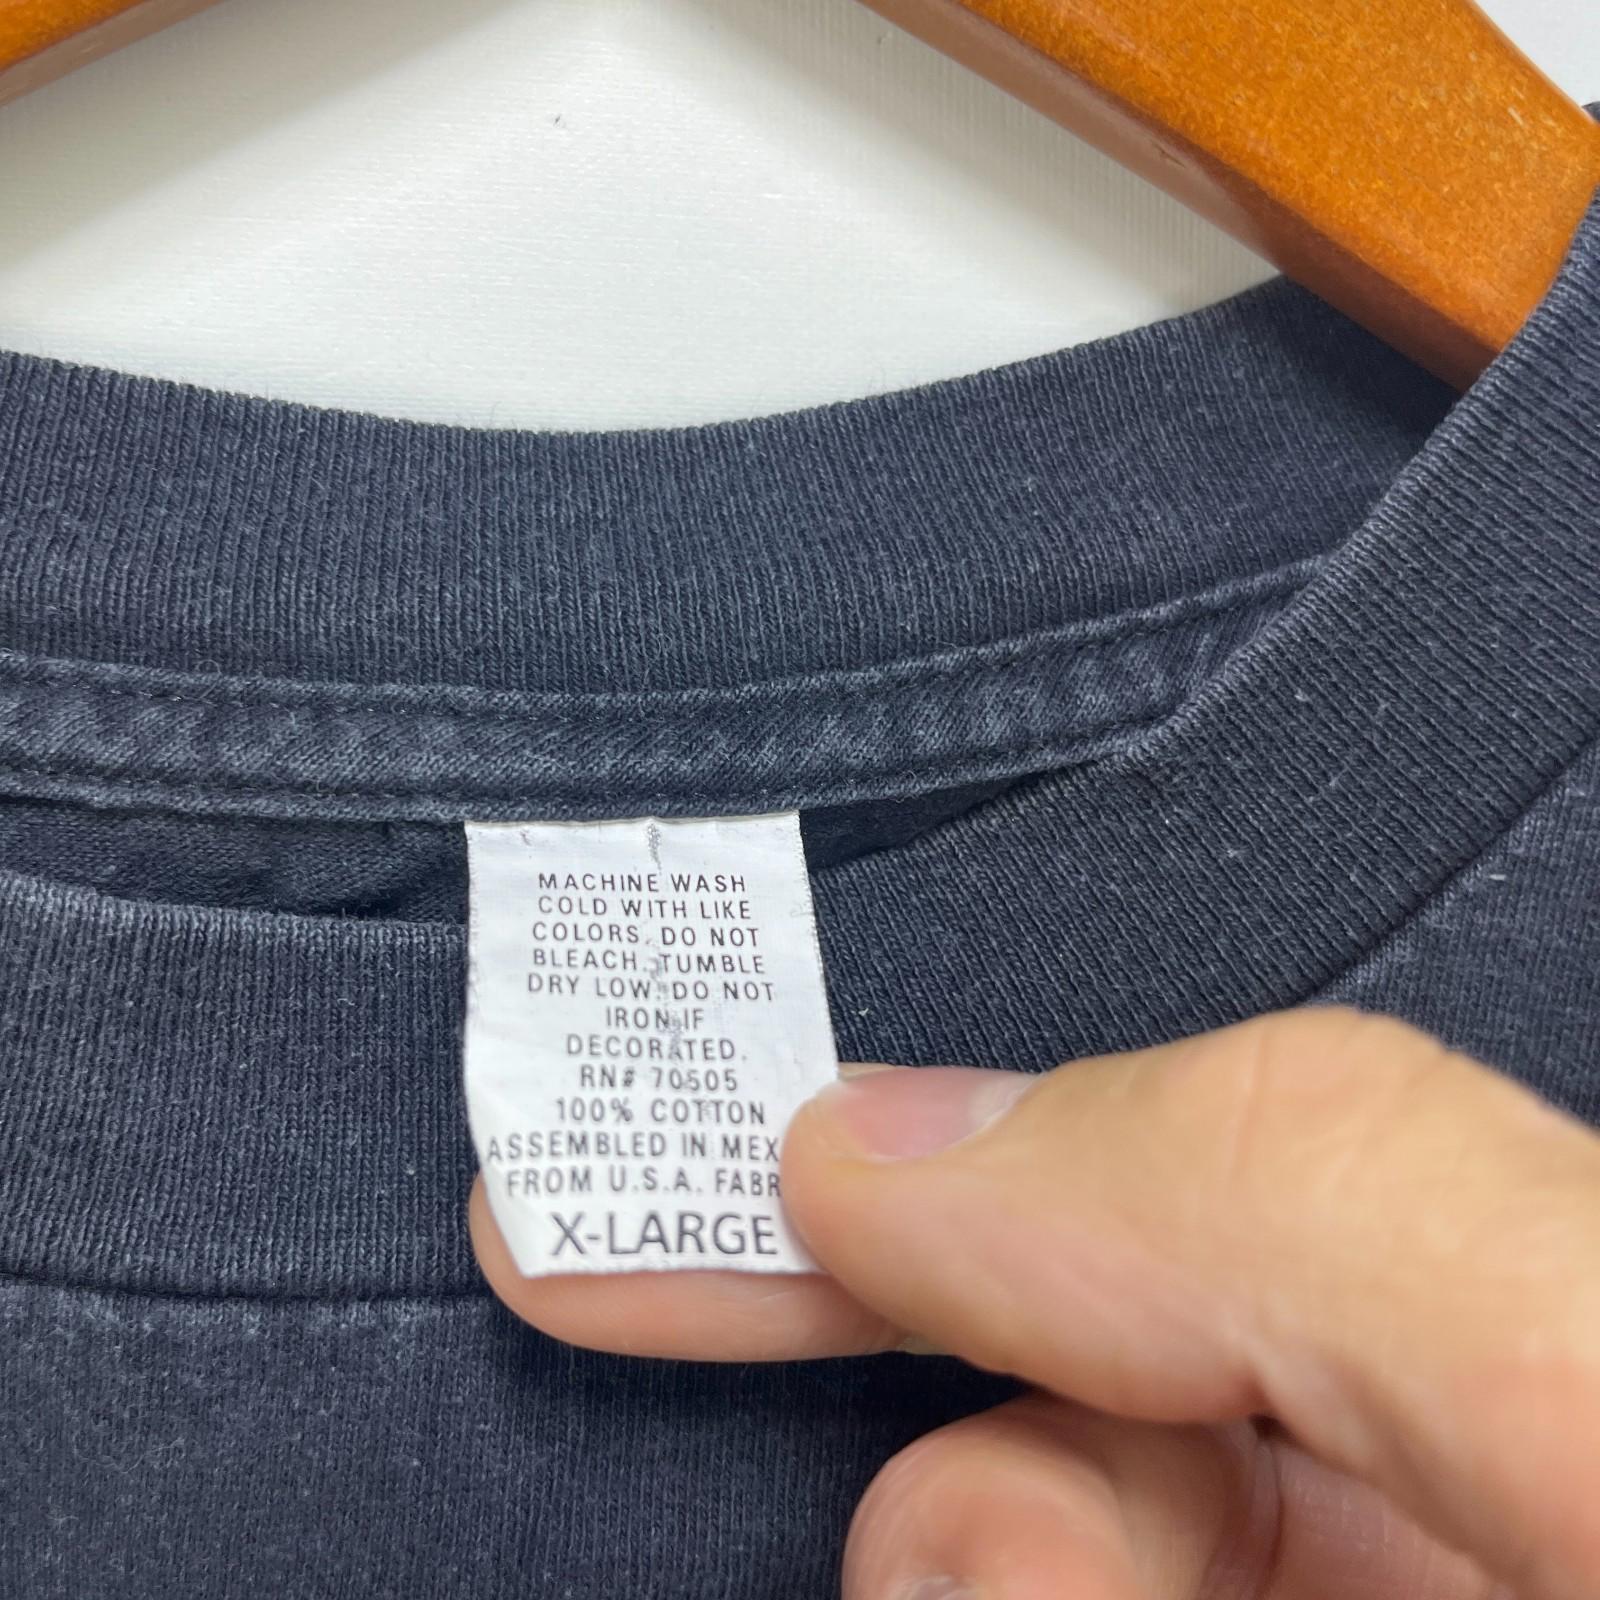 MACHINE WASH
COLD WITH LIKE
COLORS. DO NOT
BLEACH. TUMBLE
DRY LOW. DO NOT
IRON IF
DECORATED.
RN# 70505
100% COTTON
ASSEMBLED IN MEX
FROM U.S.A. FABR
X-LARGE